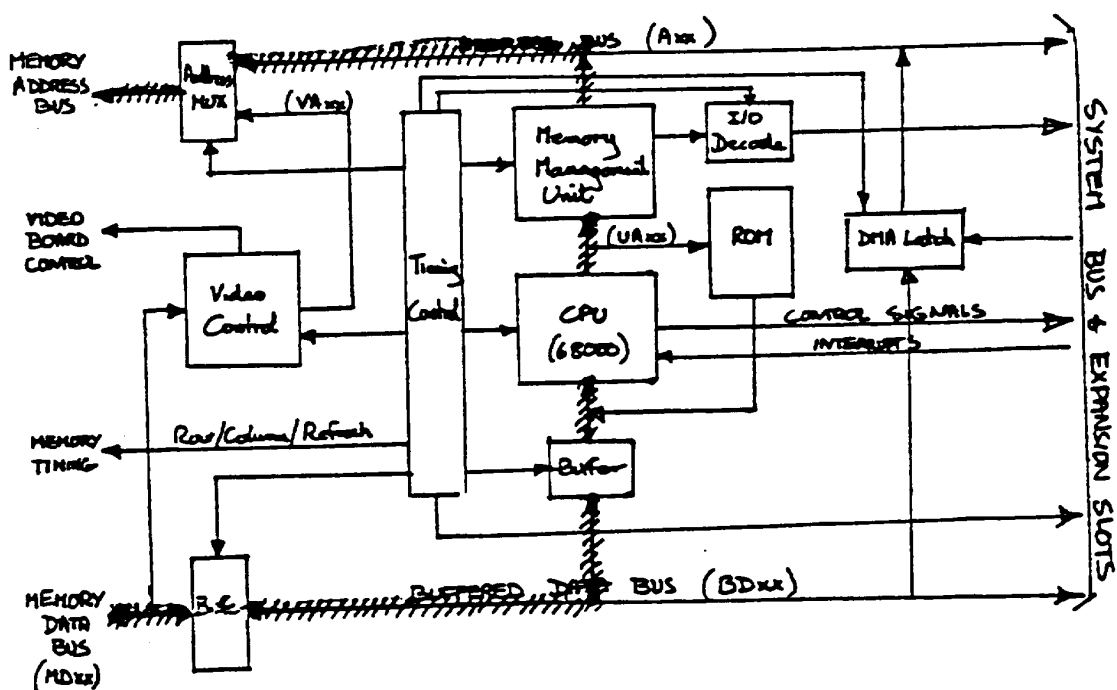 ADDRESS BUS (Axx)
MEMORY
ADDRESS
BUS
Address
MUX
(VAxx)
I/O
Decode
Memory
Management
Unit
VIDEO
BOARD
CONTROL
(UAxx)
ROM
DMA Latch
Timing
Control
Video
Control
CPU
(68000)
CONTROL SIGNALS
INTERRUPTS
MEMORY
TIMING
Row/Column/Refresh
Buffer
SYSTEM BUS & EXPANSION SLOTS
BUFFERED DATA BUS (BDxx)
MEMORY
DATA
BUS
(MDxx)